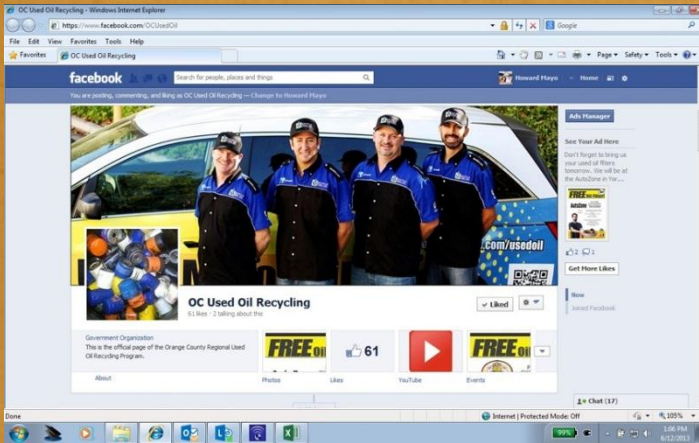 OC Used Oil Recycling - Windows Internet Explorer
https://www.facebook.com/OCUsedOil
Google
File Edit View Favorites Tools Help
Favorites OC Used Oil Recycling
Page Safety Tools
facebook
Search for people, places and things
Howard Mayo Home
You are posting, commenting, and liking as OC Used Oil Recycling — Change to Howard Mayo
Ads Manager
See Your Ad Here
Don't forget to bring us
your used oil filters
tomorrow. We will be at
the AutoZone in Yor...
FREE
2 1
Get More Likes
.com/usedoil
OC Used Oil Recycling
61 likes · 2 talking about this
Liked
Now
Joined Facebook
Government Organization
This is the official page of the Orange County Regional Used
Oil Recycling Program.
About
FREE OIL
Photos
61
Likes
YouTube
FREE OIL
Events
Chat (17)
Done
Internet | Protected Mode: Off
105%
99%
1:06 PM
6/12/2013